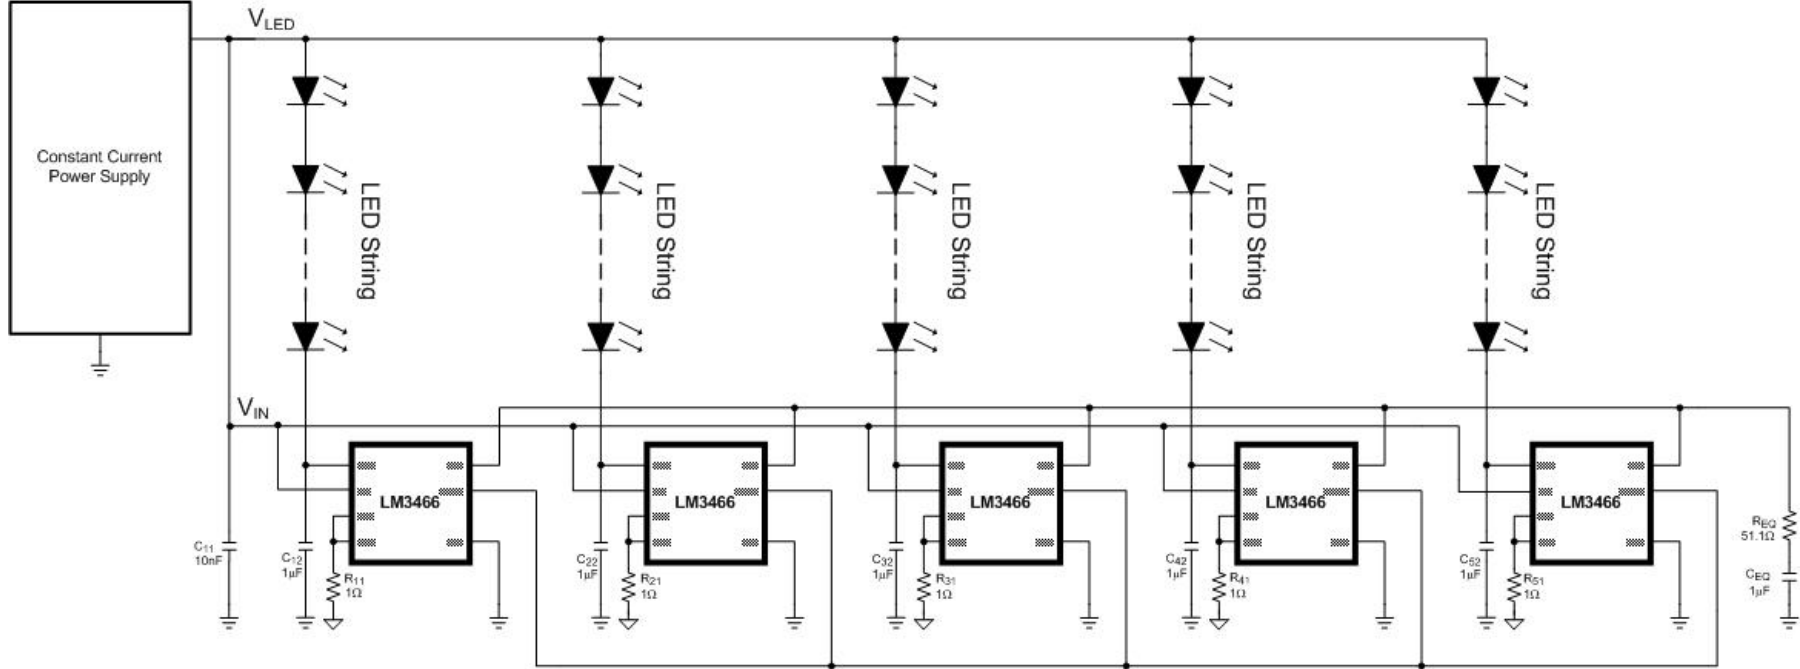 V_LED
Constant Current
Power Supply
LED String
LED String
LED String
LED String
LED String
V_IN
LM3466
LM3466
LM3466
LM3466
LM3466
C11
10nF
C12
1µF
R11
1Ω
C22
1µF
R21
1Ω
C32
1µF
R31
1Ω
C42
1µF
R41
1Ω
C52
1µF
R51
1Ω
R_EQ
51.1Ω
C_EQ
1µF